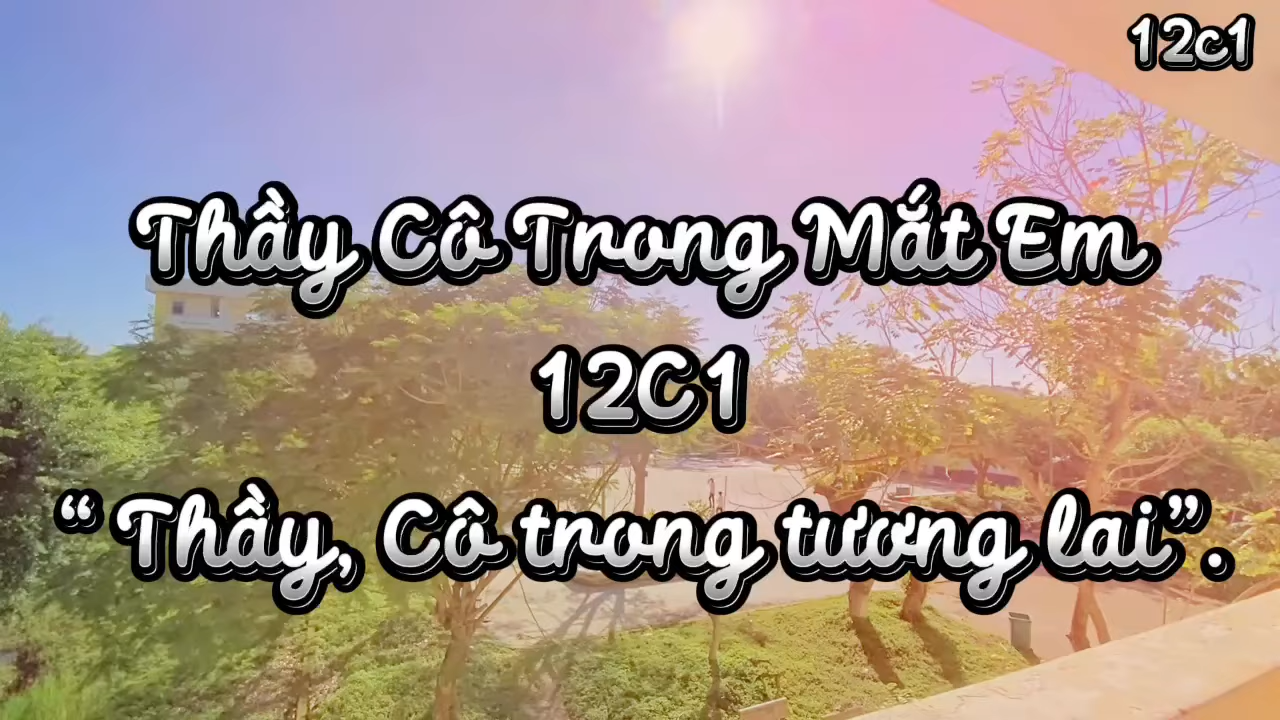 12c1
Thầy Cô Trong Mắt Em
12C1
“ Thầy, Cô trong tương lai”.